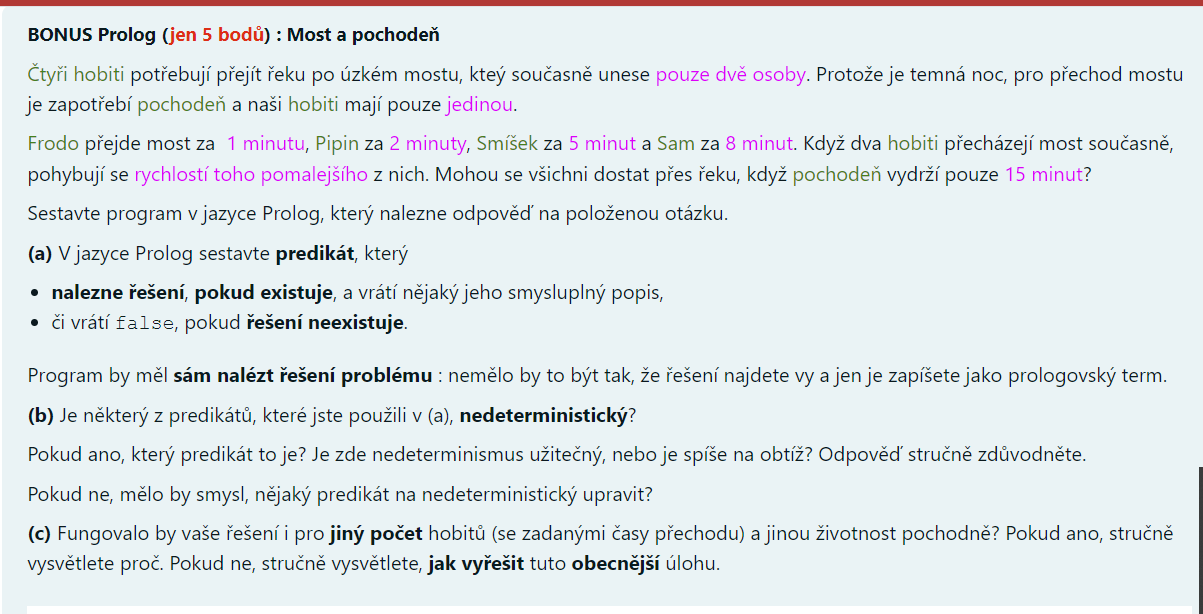 BONUS Prolog (jen 5 bodů) : Most a pochodeň
Čtyři hobiti potřebují přejít řeku po úzkém mostu, kteý současně unese pouze dvě osoby. Protože je temná noc, pro přechod mostu
je zapotřebí pochodeň a naši hobiti mají pouze jedinou.
Frodo přejde most za 1 minutu, Pipin za 2 minuty, Smíšek za 5 minut a Sam za 8 minut. Když dva hobiti přecházejí most současně,
pohybují se rychlostí toho pomalejšího z nich. Mohou se všichni dostat přes řeku, když pochodeň vydrží pouze 15 minut?
Sestavte program v jazyce Prolog, který nalezne odpověď na položenou otázku.
(a) V jazyce Prolog sestavte predikát, který
• nalezne řešení, pokud existuje, a vrátí nějaký jeho smysluplný popis,
• či vrátí false, pokud řešení neexistuje.
Program by měl sám nalézt řešení problému : nemělo by to být tak, že řešení najdete vy a jen je zapíšete jako prologovský term.
(b) Je některý z predikátů, které jste použili v (a), nedeterministický?
Pokud ano, který predikát to je? Je zde nedeterminismus užitečný, nebo je spíše na obtíž? Odpověď stručně zdůvodněte.
Pokud ne, mělo by smysl, nějaký predikát na nedeterministický upravit?
(c) Fungovalo by vaše řešení i pro jiný počet hobitů (se zadanými časy přechodu) a jinou životnost pochodně? Pokud ano, stručně
vysvětlete proč. Pokud ne, stručně vysvětlete, jak vyřešit tuto obecnější úlohu.